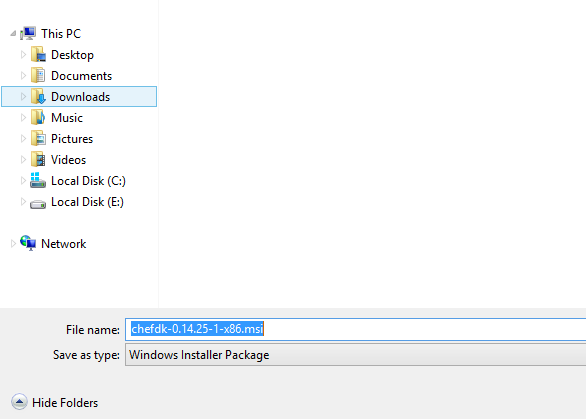 This PC
Desktop
Documents
Downloads
Music
Pictures
Videos
Local Disk (C:)
Local Disk (E:)
Network
File name: chefdk-0.14.25-1-x86.msi
Save as type: Windows Installer Package
Hide Folders